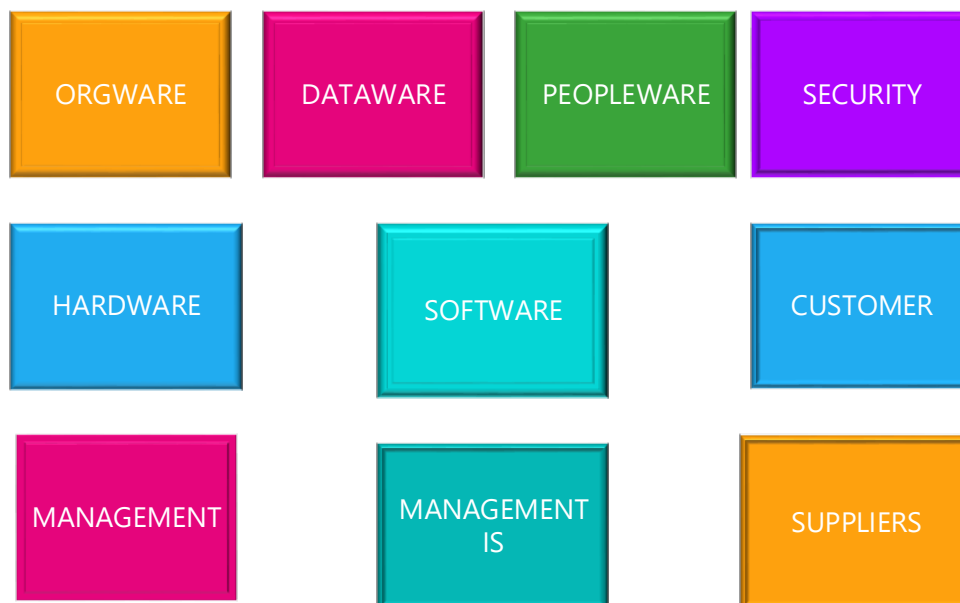 ORGWARE
DATAWARE
PEOPLEWARE
SECURITY
HARDWARE
SOFTWARE
CUSTOMER
MANAGEMENT
MANAGEMENT
IS
SUPPLIERS